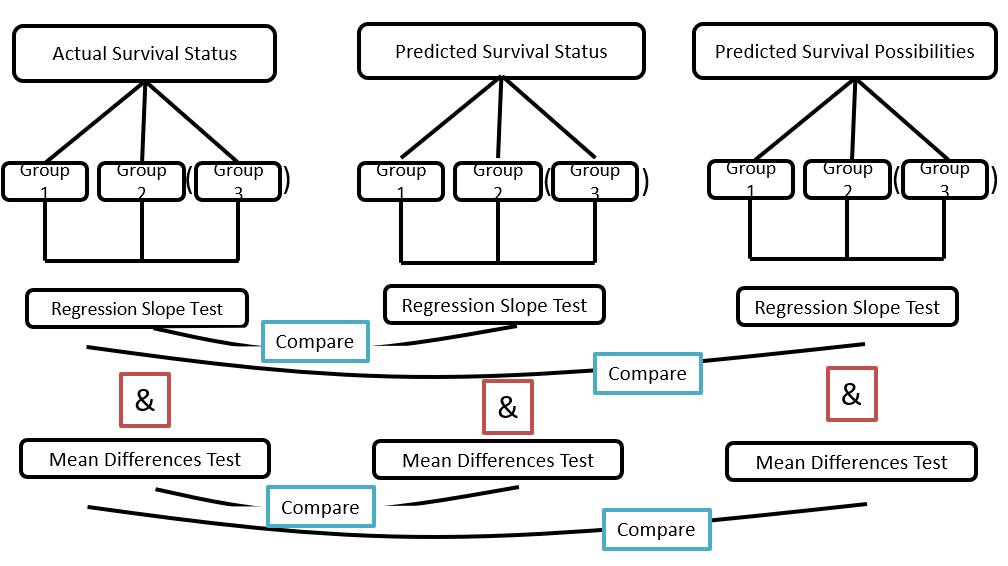 Actual Survival Status
Predicted Survival Status
Predicted Survival Possibilities
Group
1
Group
2
(
Group
3
)
Group
1
Group
2
(
Group
3
)
Group
1
Group
2
(
Group
3
)
Regression Slope Test
Regression Slope Test
Regression Slope Test
Compare
Compare
&
&
&
Mean Differences Test
Mean Differences Test
Mean Differences Test
Compare
Compare